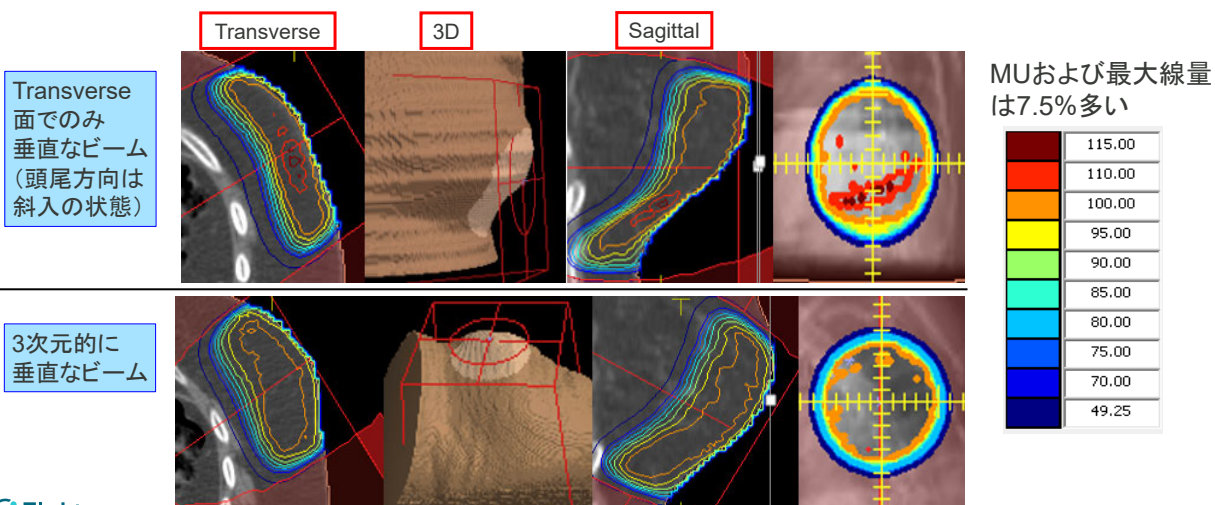 Transverse
3D
Sagittal
Transverse
面でのみ
垂直なビーム
（頭尾方向は
斜入の状態）
MUおよび最大線量
は7.5%多い
115.00
110.00
100.00
95.00
90.00
85.00
80.00
75.00
70.00
49.25
3次元的に
垂直なビーム